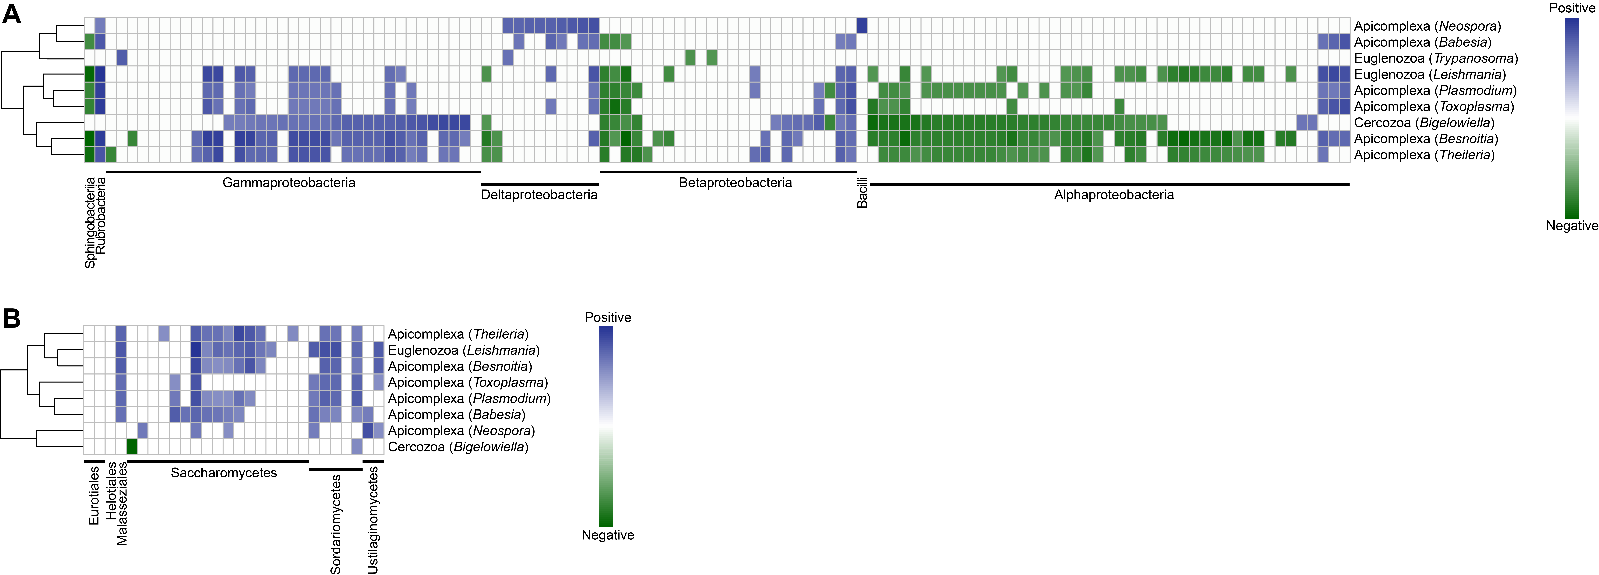 A
Positive
Apicomplexa (Neospora)
Apicomplexa (Babesia)
Euglenozoa (Trypanosoma)
Euglenozoa (Leishmania)
Apicomplexa (Plasmodium)
Apicomplexa (Toxoplasma)
Cercozoa (Bigelowiella)
Apicomplexa (Besnoitia)
Apicomplexa (Theileria)
Negative
Sphingobacteriia
Rubrobacteria
Gammaproteobacteria
Deltaproteobacteria
Betaproteobacteria
Bacilli
Alphaproteobacteria
B
Positive
Apicomplexa (Theileria)
Euglenozoa (Leishmania)
Apicomplexa (Besnoitia)
Apicomplexa (Toxoplasma)
Apicomplexa (Plasmodium)
Apicomplexa (Babesia)
Apicomplexa (Neospora)
Cercozoa (Bigelowiella)
Negative
Eurotiales
Helotiales
Malasseziales
Saccharomycetes
Sordariomycetes
Ustilaginomycetes